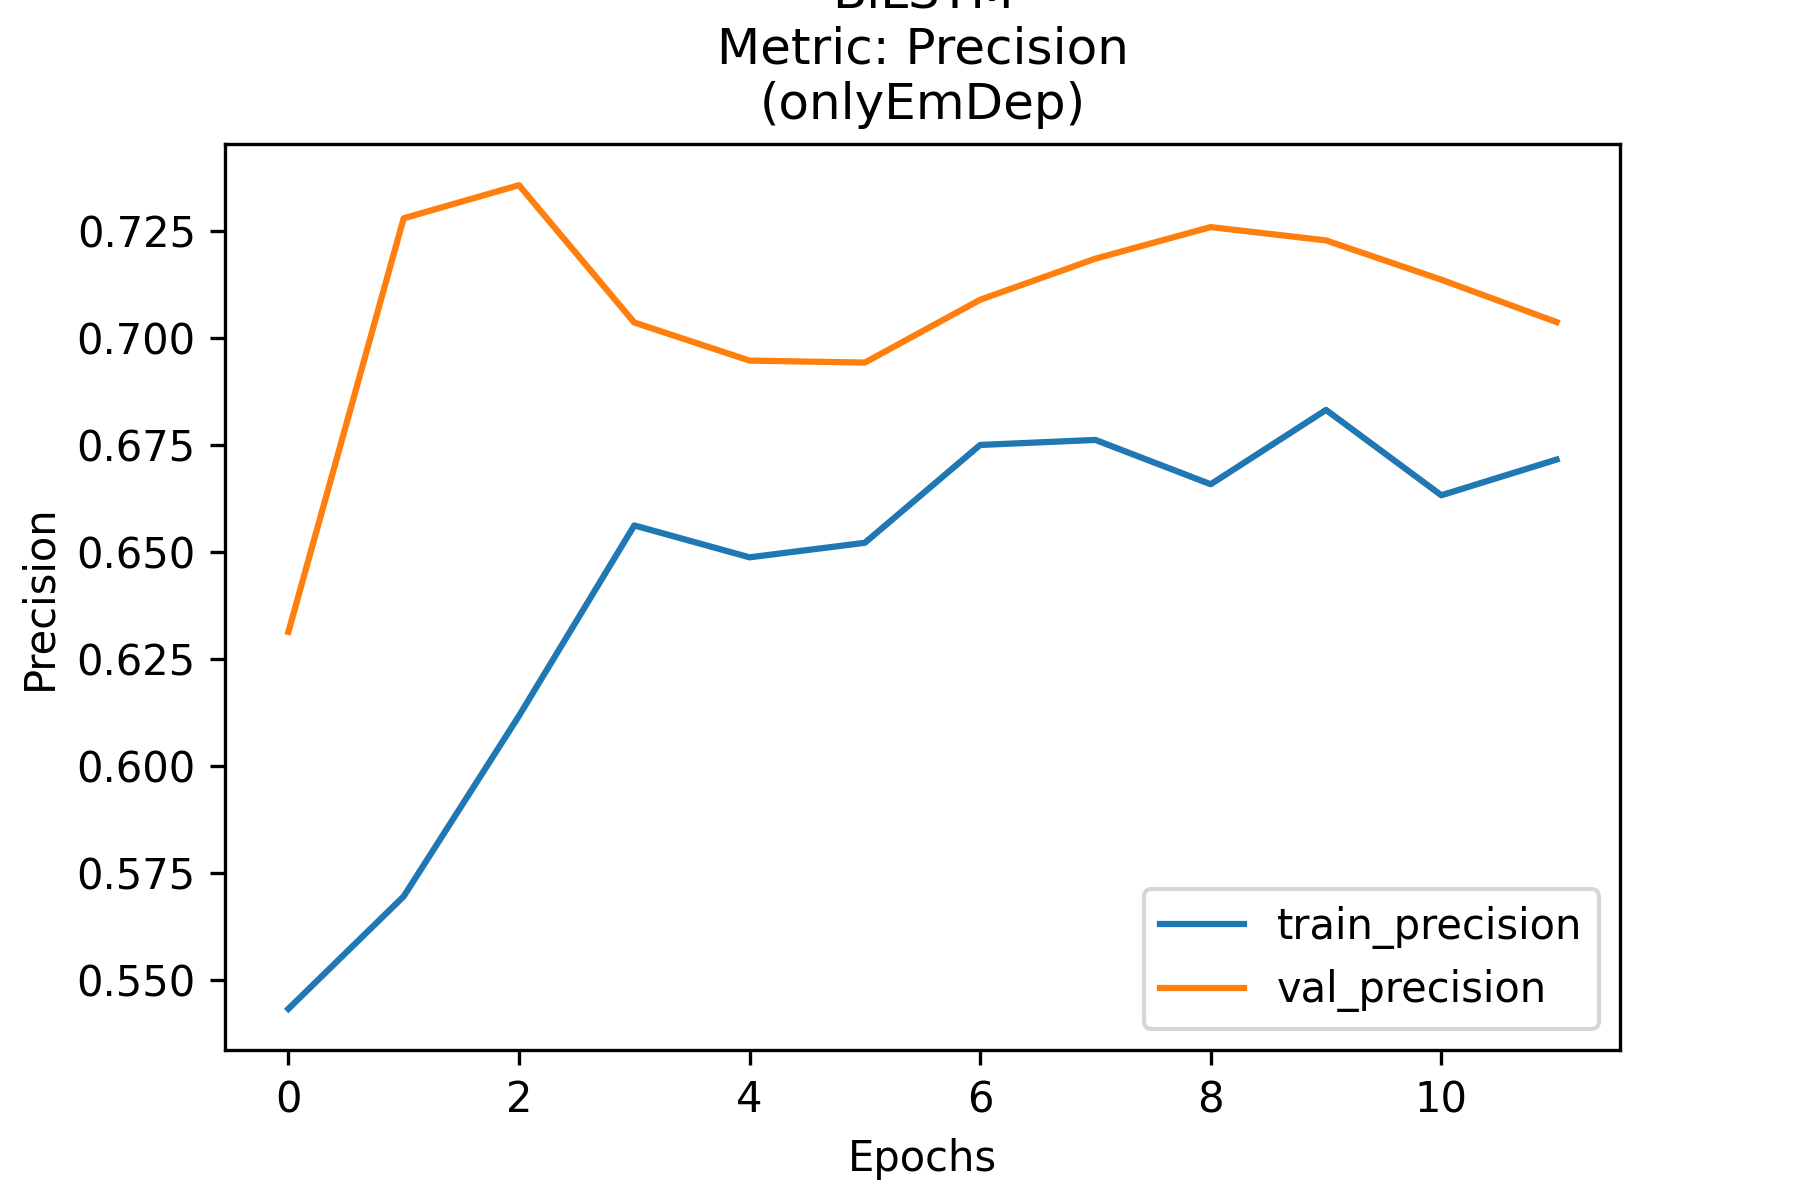 BiLSTM
Metric: Precision
(onlyEmDep)
Precision
0.725
0.700
0.675
0.650
0.625
0.600
0.575
0.550
0 2 4 6 8 10
Epochs
train_precision
val_precision